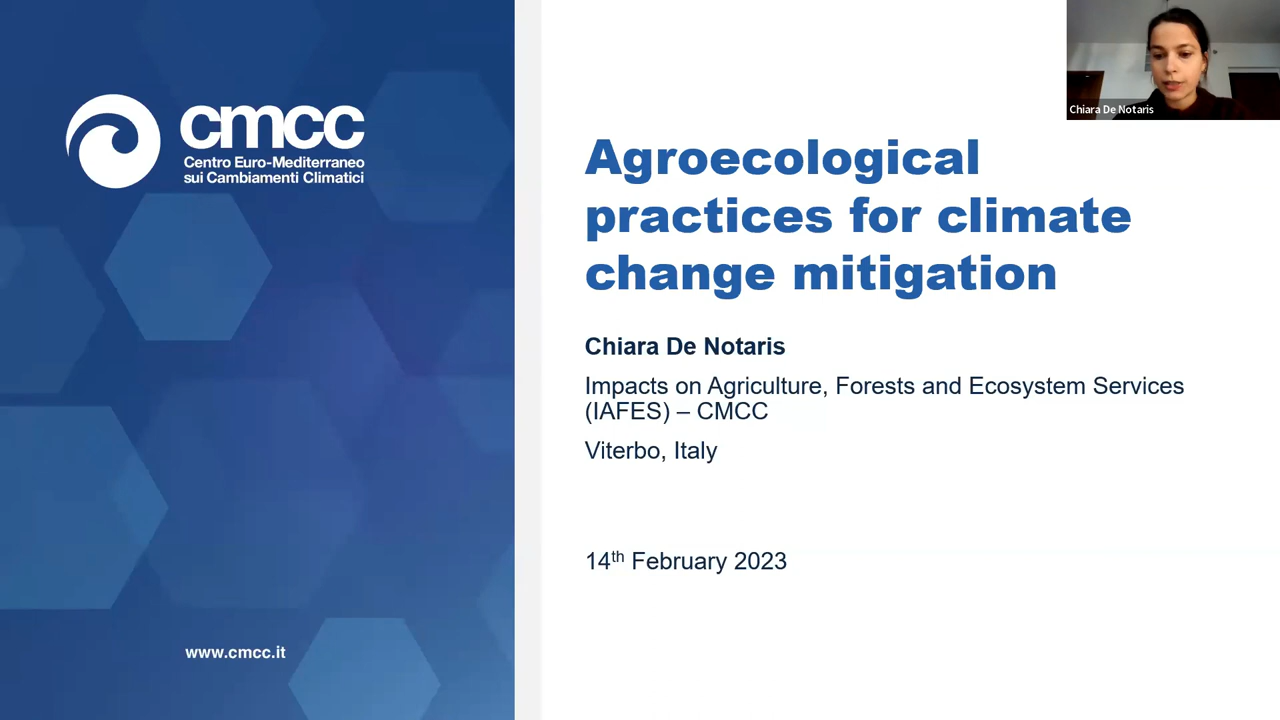 cmcc
Centro Euro-Mediterraneo
sui Cambiamenti Climatici
www.cmcc.it
Agroecological
practices for climate
change mitigation
Chiara De Notaris
Impacts on Agriculture, Forests and Ecosystem Services
(IAFES) – CMCC
Viterbo, Italy
14th February 2023
Chiara De Notaris